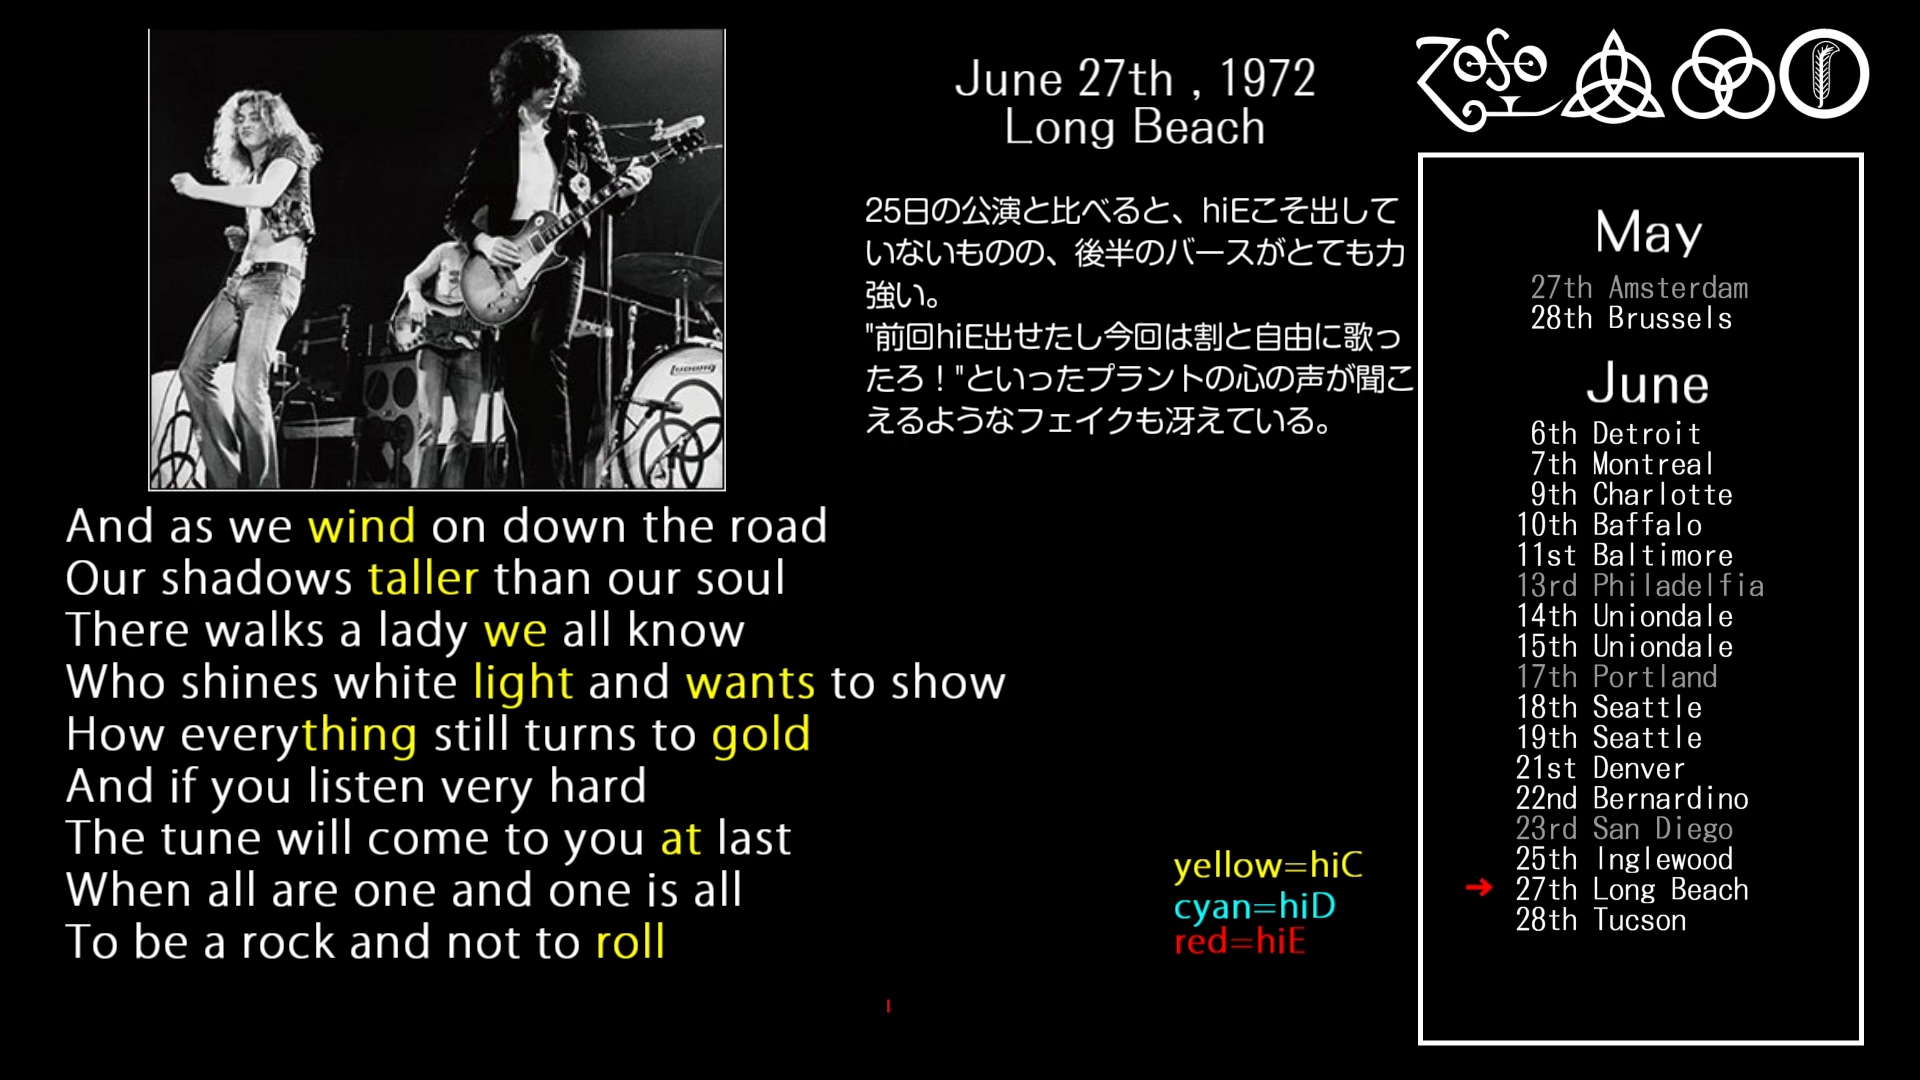 June 27th , 1972
Long Beach
25日の公演と比べると、hiEこそ出して
いないものの、後半のバースがとても力
強い。
"前回hiE出せたし今回は割と自由に歌っ
たろ！"といったプラントの心の声が聞こ
えるようなフェイクも冴えている。
LUDWIG
And as we wind on down the road
Our shadows taller than our soul
There walks a lady we all know
Who shines white light and wants to show
How everything still turns to gold
And if you listen very hard
The tune will come to you at last
When all are one and one is all
To be a rock and not to roll
yellow=hiC
cyan=hiD
red=hiE
ZOSO
May
27th Amsterdam
28th Brussels
June
6th Detroit
7th Montreal
9th Charlotte
10th Baffalo
11st Baltimore
13rd Philadelfia
14th Uniondale
15th Uniondale
17th Portland
18th Seattle
19th Seattle
21st Denver
22nd Bernardino
23rd San Diego
25th Inglewood
27th Long Beach
28th Tucson